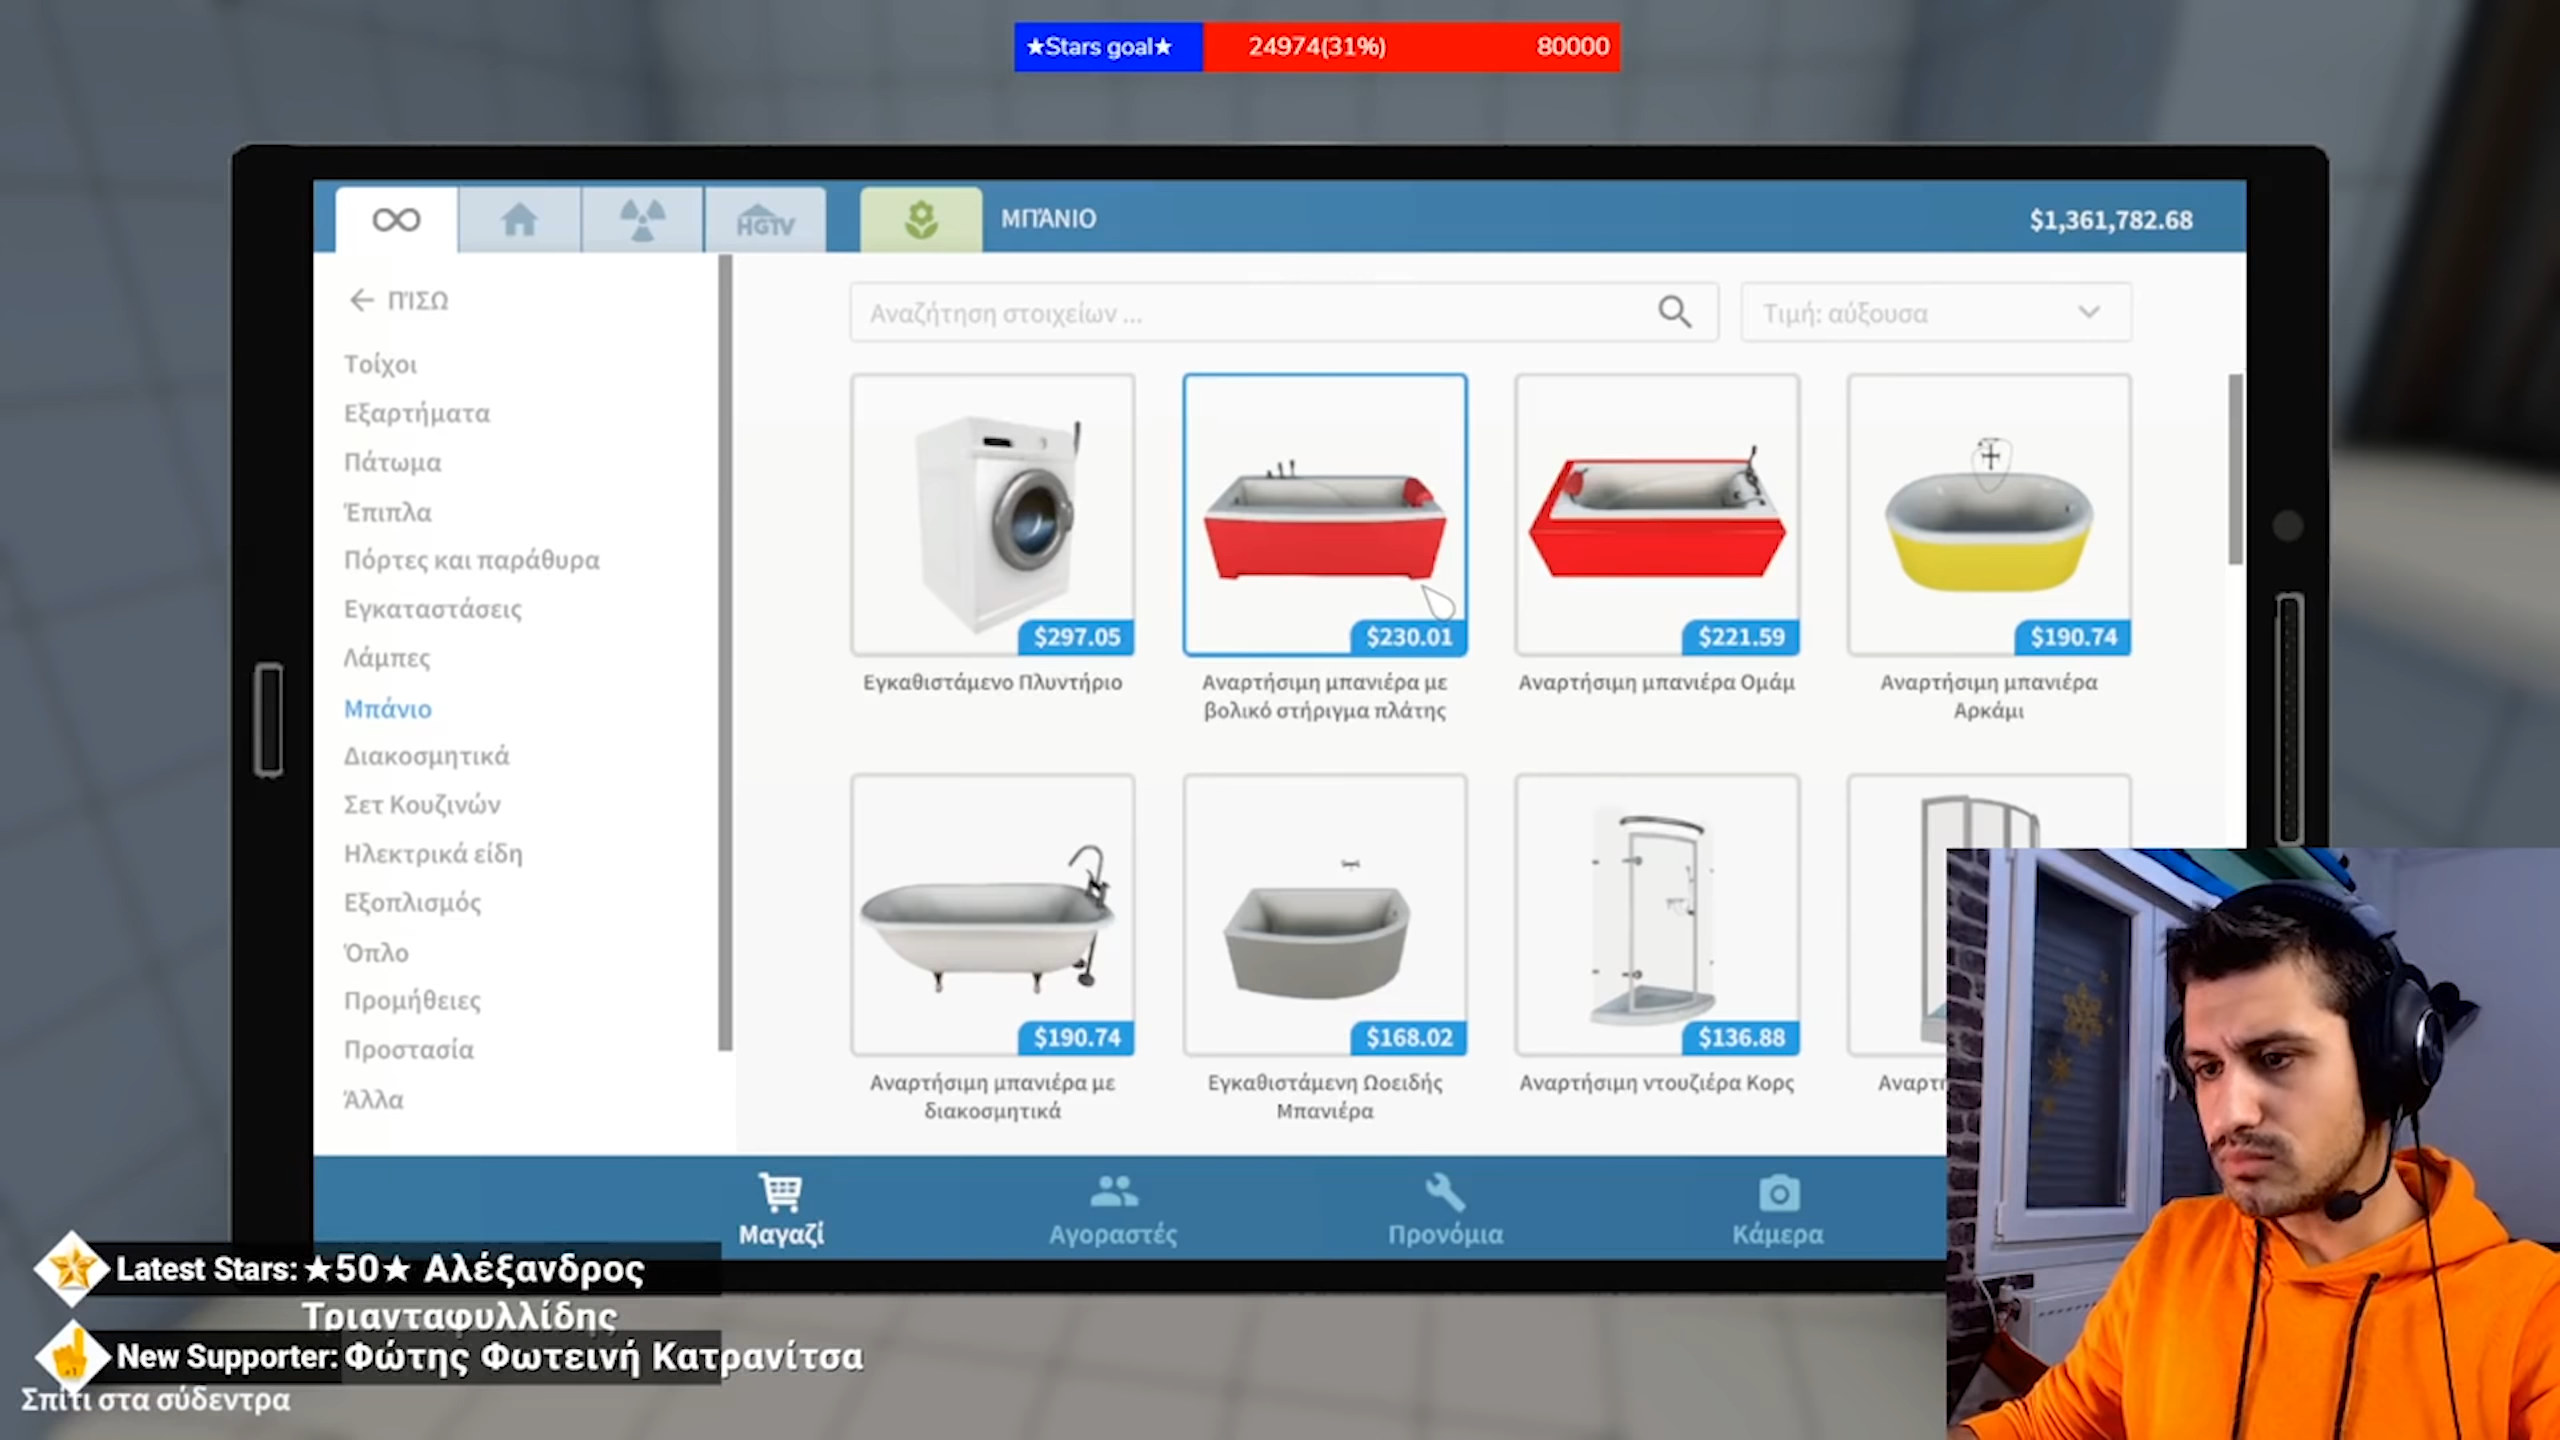 ★Stars goal★ 24974(31%) 80000
HGTV
ΜΠΆΝΙΟ
$1,361,782.68
ΠΊΣΩ
Τοίχοι
Εξαρτήματα
Πάτωμα
Έπιπλα
Πόρτες και παράθυρα
Εγκαταστάσεις
Λάμπες
Μπάνιο
Διακοσμητικά
Σετ Κουζινών
Ηλεκτρικά είδη
Εξοπλισμός
Όπλο
Προμήθειες
Προστασία
Άλλα
Αναζήτηση στοιχείων ...
Τιμή: αύξουσα
$297.05
Εγκαθιστάμενο Πλυντήριο
$230.01
Αναρτήσιμη μπανιέρα με
βολικό στήριγμα πλάτης
$221.59
Αναρτήσιμη μπανιέρα Ομάμ
$190.74
Αναρτήσιμη μπανιέρα
Αρκάμι
$190.74
Αναρτήσιμη μπανιέρα με
διακοσμητικά
$168.02
Εγκαθιστάμενη Ωοειδής
Μπανιέρα
$136.88
Αναρτήσιμη ντουζιέρα Κορς
Μαγαζί
Αγοραστές
Προνόμια
Κάμερα
Latest Stars: ★50★ Αλέξανδρος
Τριανταφυλλίδης
New Supporter: Φώτης Φωτεινή Κατρανίτσα
Σπίτι στα σύδεντρα